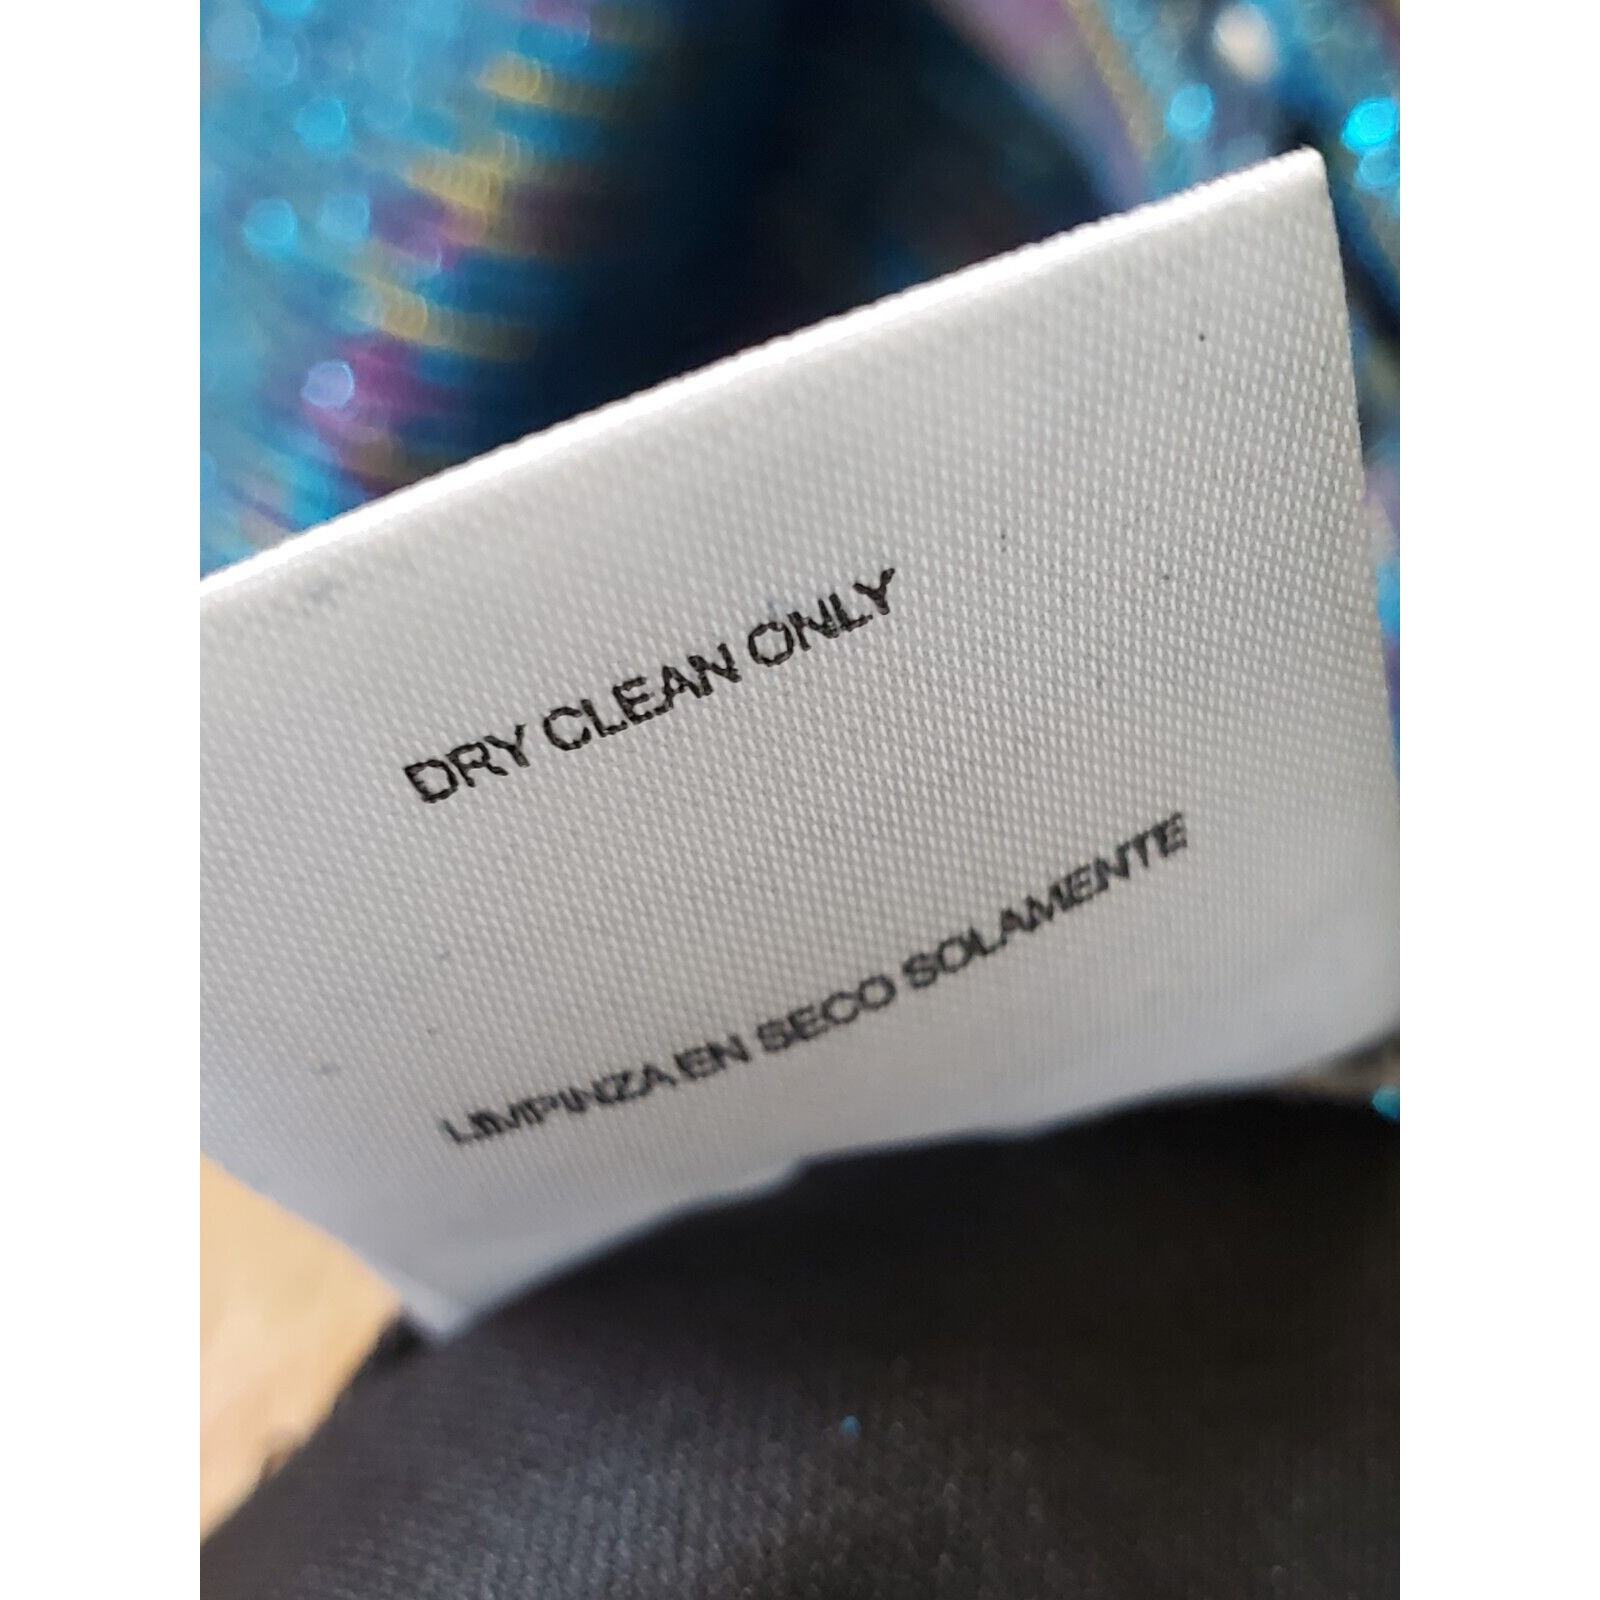 DRY CLEAN ONLY
LIMPINZA EN SECO SOLAMENTE